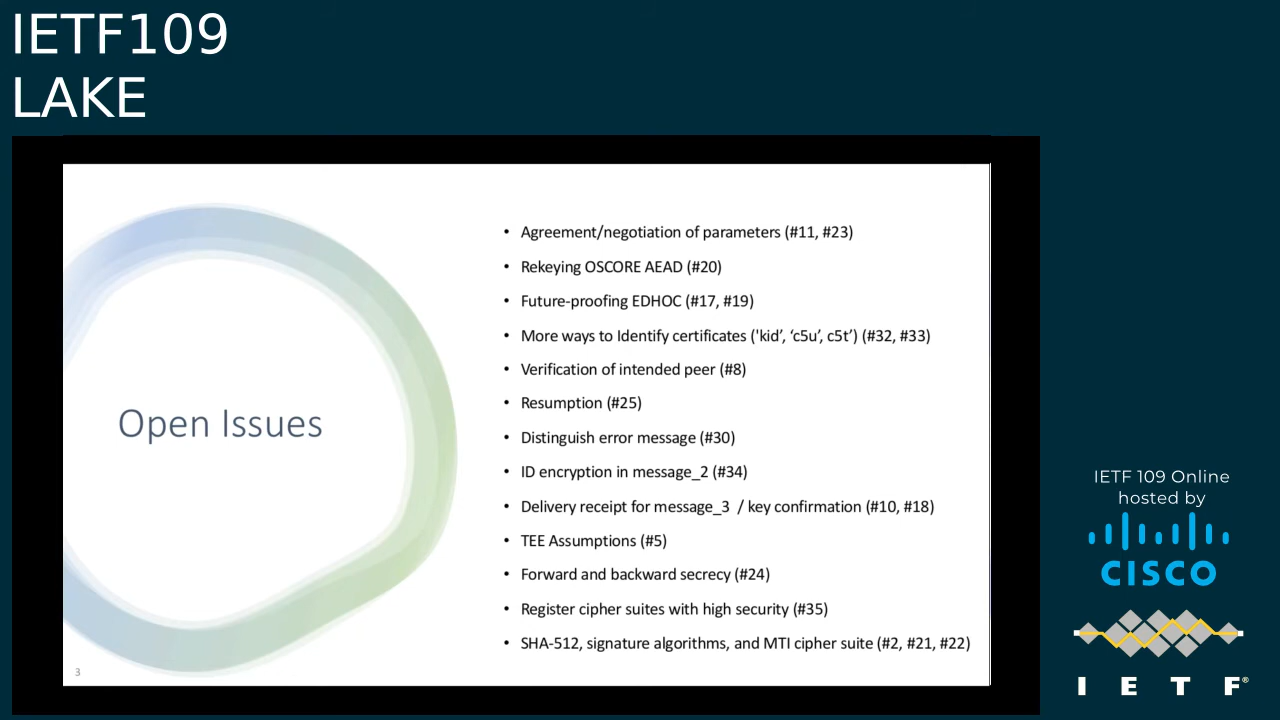 IETF109
LAKE
Open Issues
• Agreement/negotiation of parameters (#11, #23)
• Rekeying OSCORE AEAD (#20)
• Future-proofing EDHOC (#17, #19)
• More ways to Identify certificates ('kid', ‘c5u’, c5t’) (#32, #33)
• Verification of intended peer (#8)
• Resumption (#25)
• Distinguish error message (#30)
• ID encryption in message_2 (#34)
• Delivery receipt for message_3  / key confirmation (#10, #18)
• TEE Assumptions (#5)
• Forward and backward secrecy (#24)
• Register cipher suites with high security (#35)
• SHA-512, signature algorithms, and MTI cipher suite (#2, #21, #22)
3
IETF 109 Online
hosted by
CISCO
I E T F®